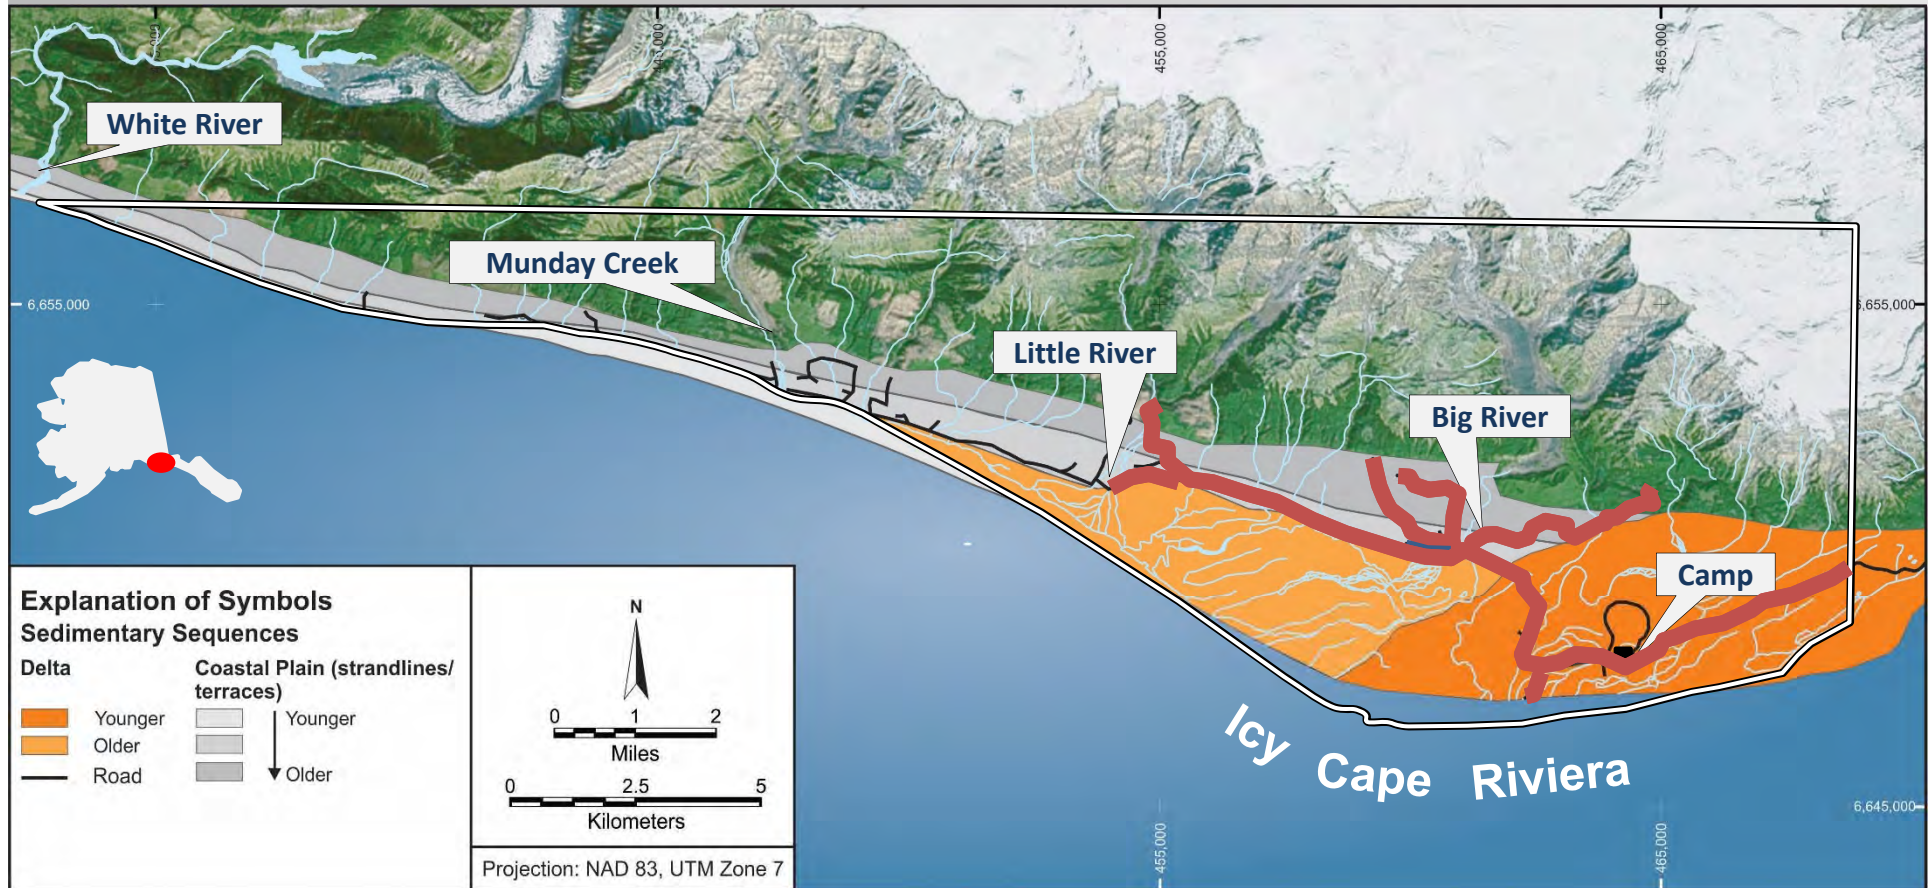 455,000
465,000
White River
Munday Creek
6,655,000
6,655,000
Little River
Big River
Camp
Explanation of Symbols
Sedimentary Sequences
Delta
Coastal Plain (strandlines/
terraces)
Younger
Younger
Older
Road
Older
N
0 1 2
Miles
0 2.5 5
Kilometers
Projection: NAD 83, UTM Zone 7
Icy Cape Riviera
6,645,000
455,000
465,000